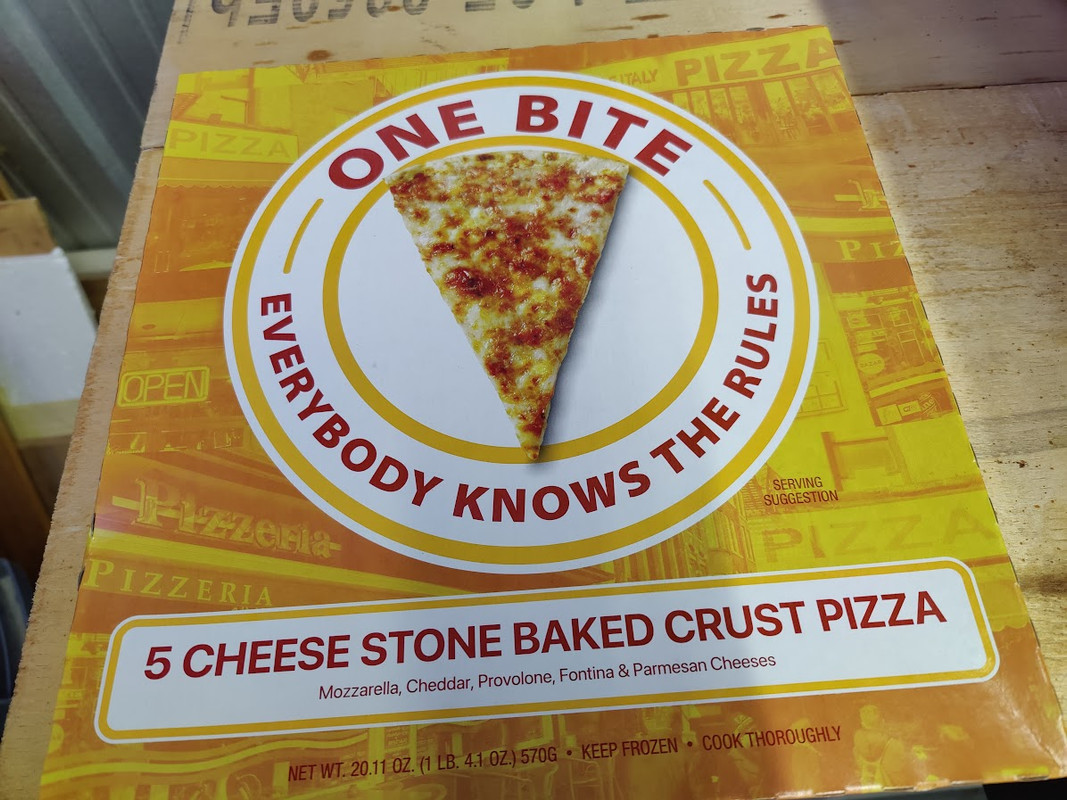 ITALY PIZZA
PIZZA
ONE BITE
EVERYBODY KNOWS THE RULES
PIZ
OPEN
SERVING
SUGGESTION
Pizzeria
PIZZA
PIZZERIA
5 CHEESE STONE BAKED CRUST PIZZA
Mozzarella, Cheddar, Provolone, Fontina & Parmesan Cheeses
NET WT. 20.11 OZ. (1 LB. 4.1 OZ.) 570G • KEEP FROZEN • COOK THOROUGHLY